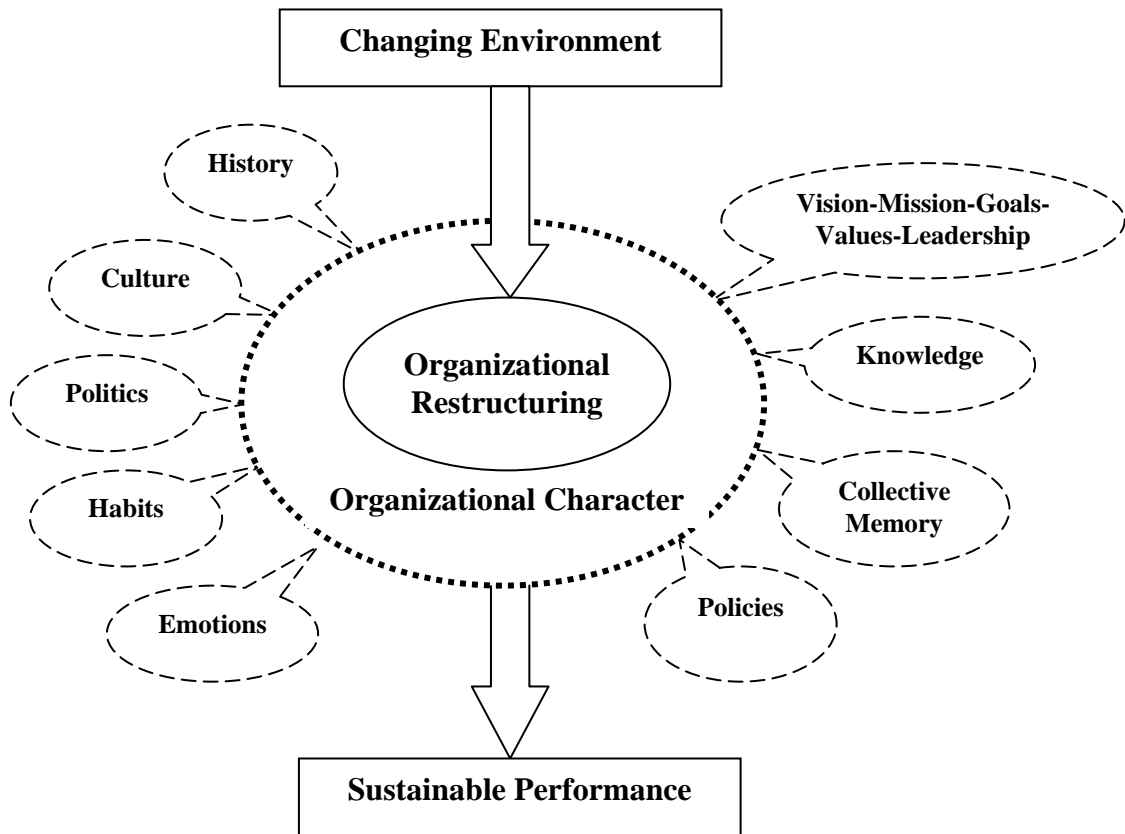 Changing Environment
History
Vision-Mission-Goals-
Values-Leadership
Culture
Knowledge
Organizational
Restructuring
Politics
Organizational Character
Habits
Collective
Memory
Emotions
Policies
Sustainable Performance